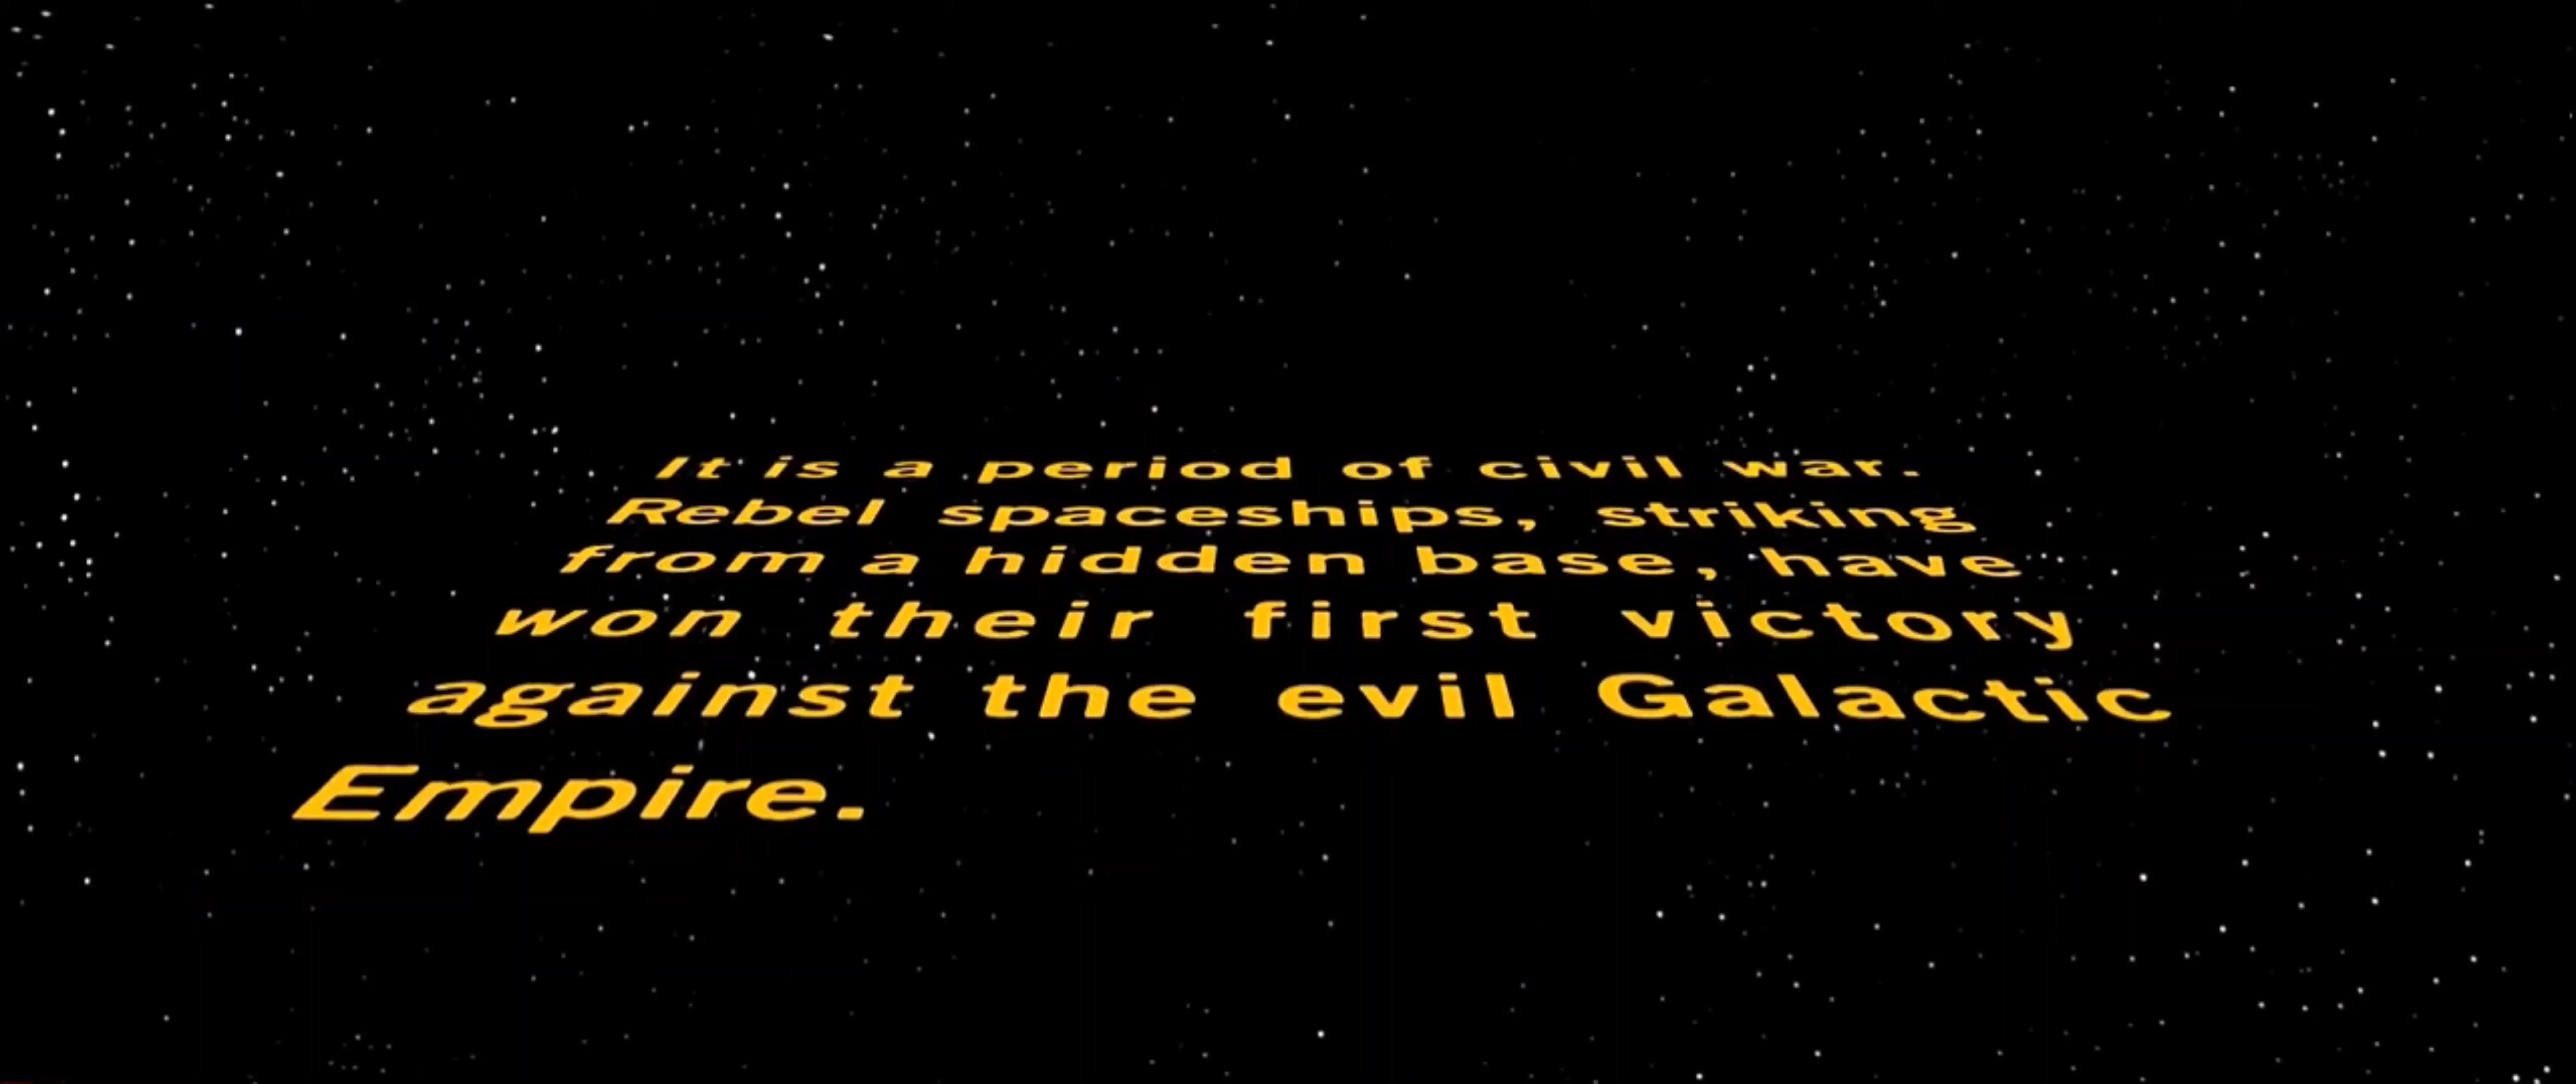 It is a period of civil war.
Rebel spaceships, striking
from a hidden base, have
won their first victory
against the evil Galactic
Empire.